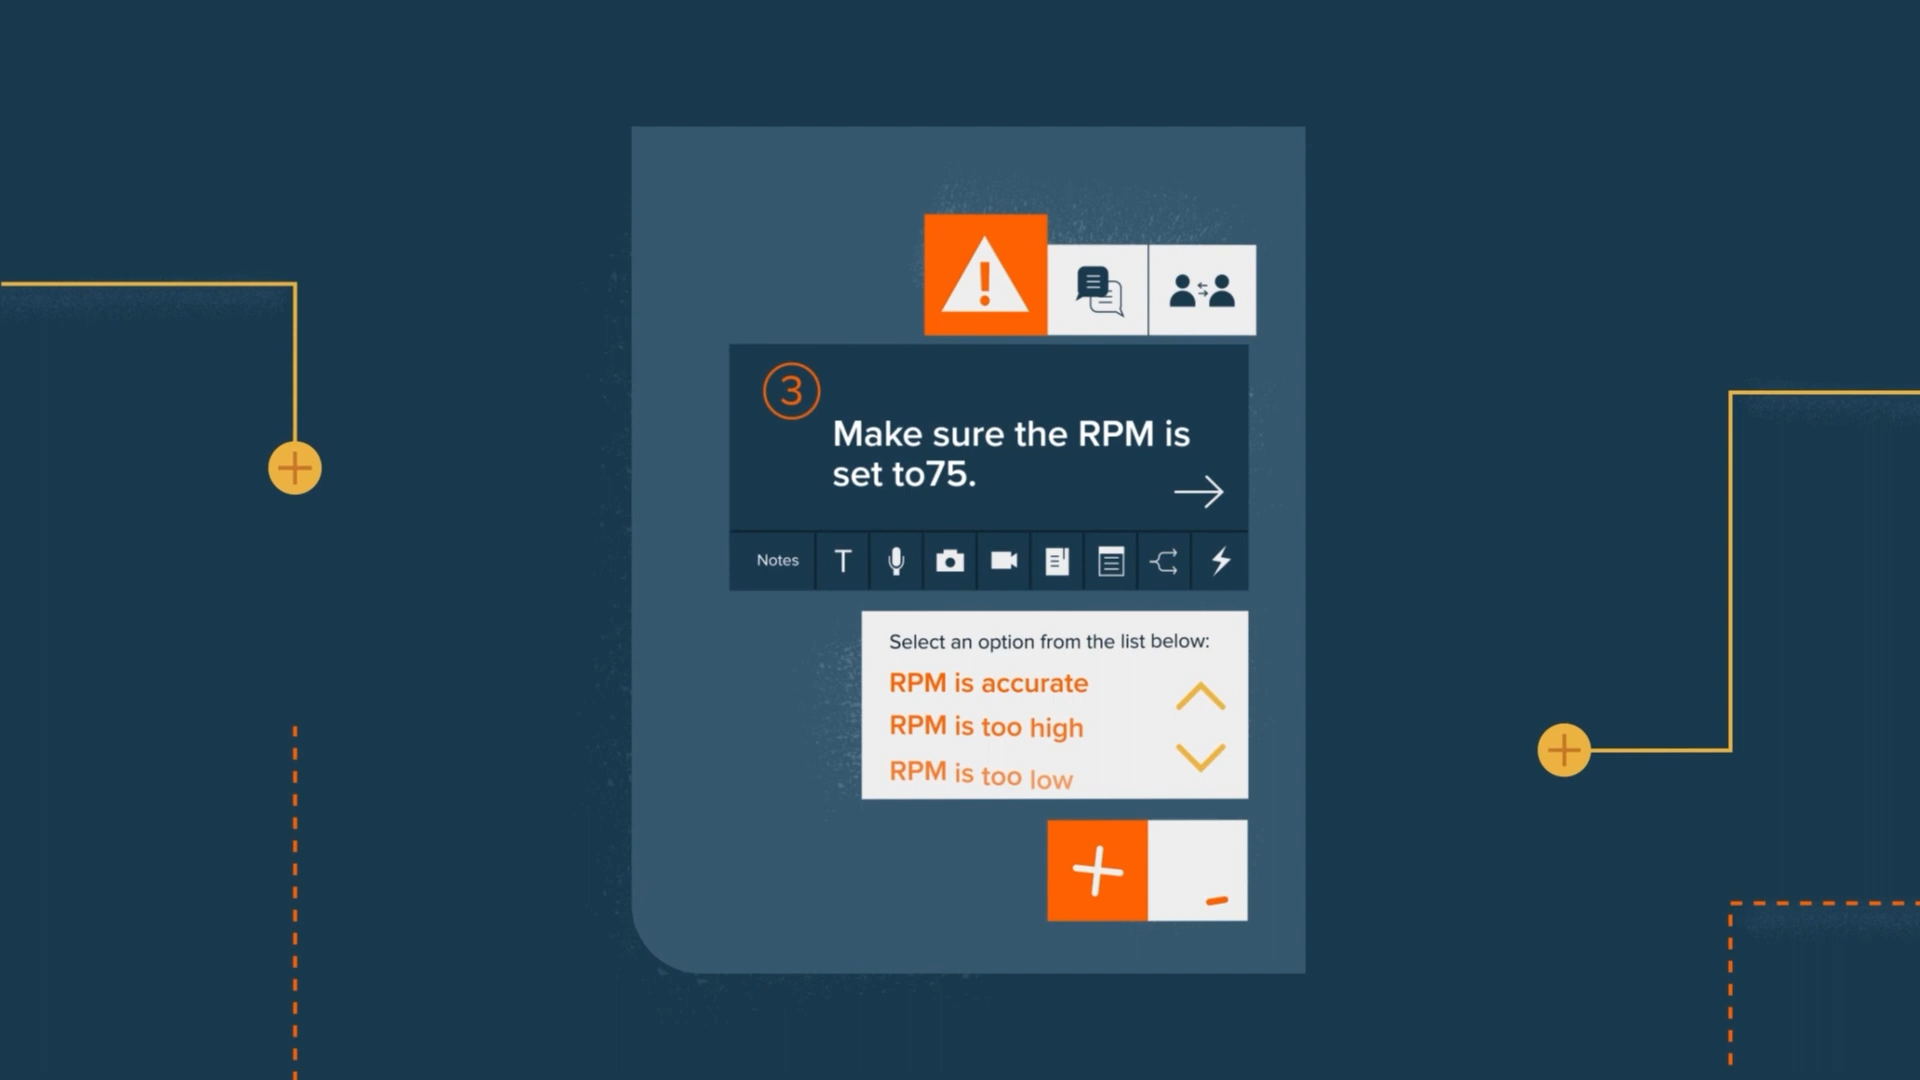 3
Make sure the RPM is
set to75.
Notes
T
Select an option from the list below:
RPM is accurate
RPM is too high
RPM is too low